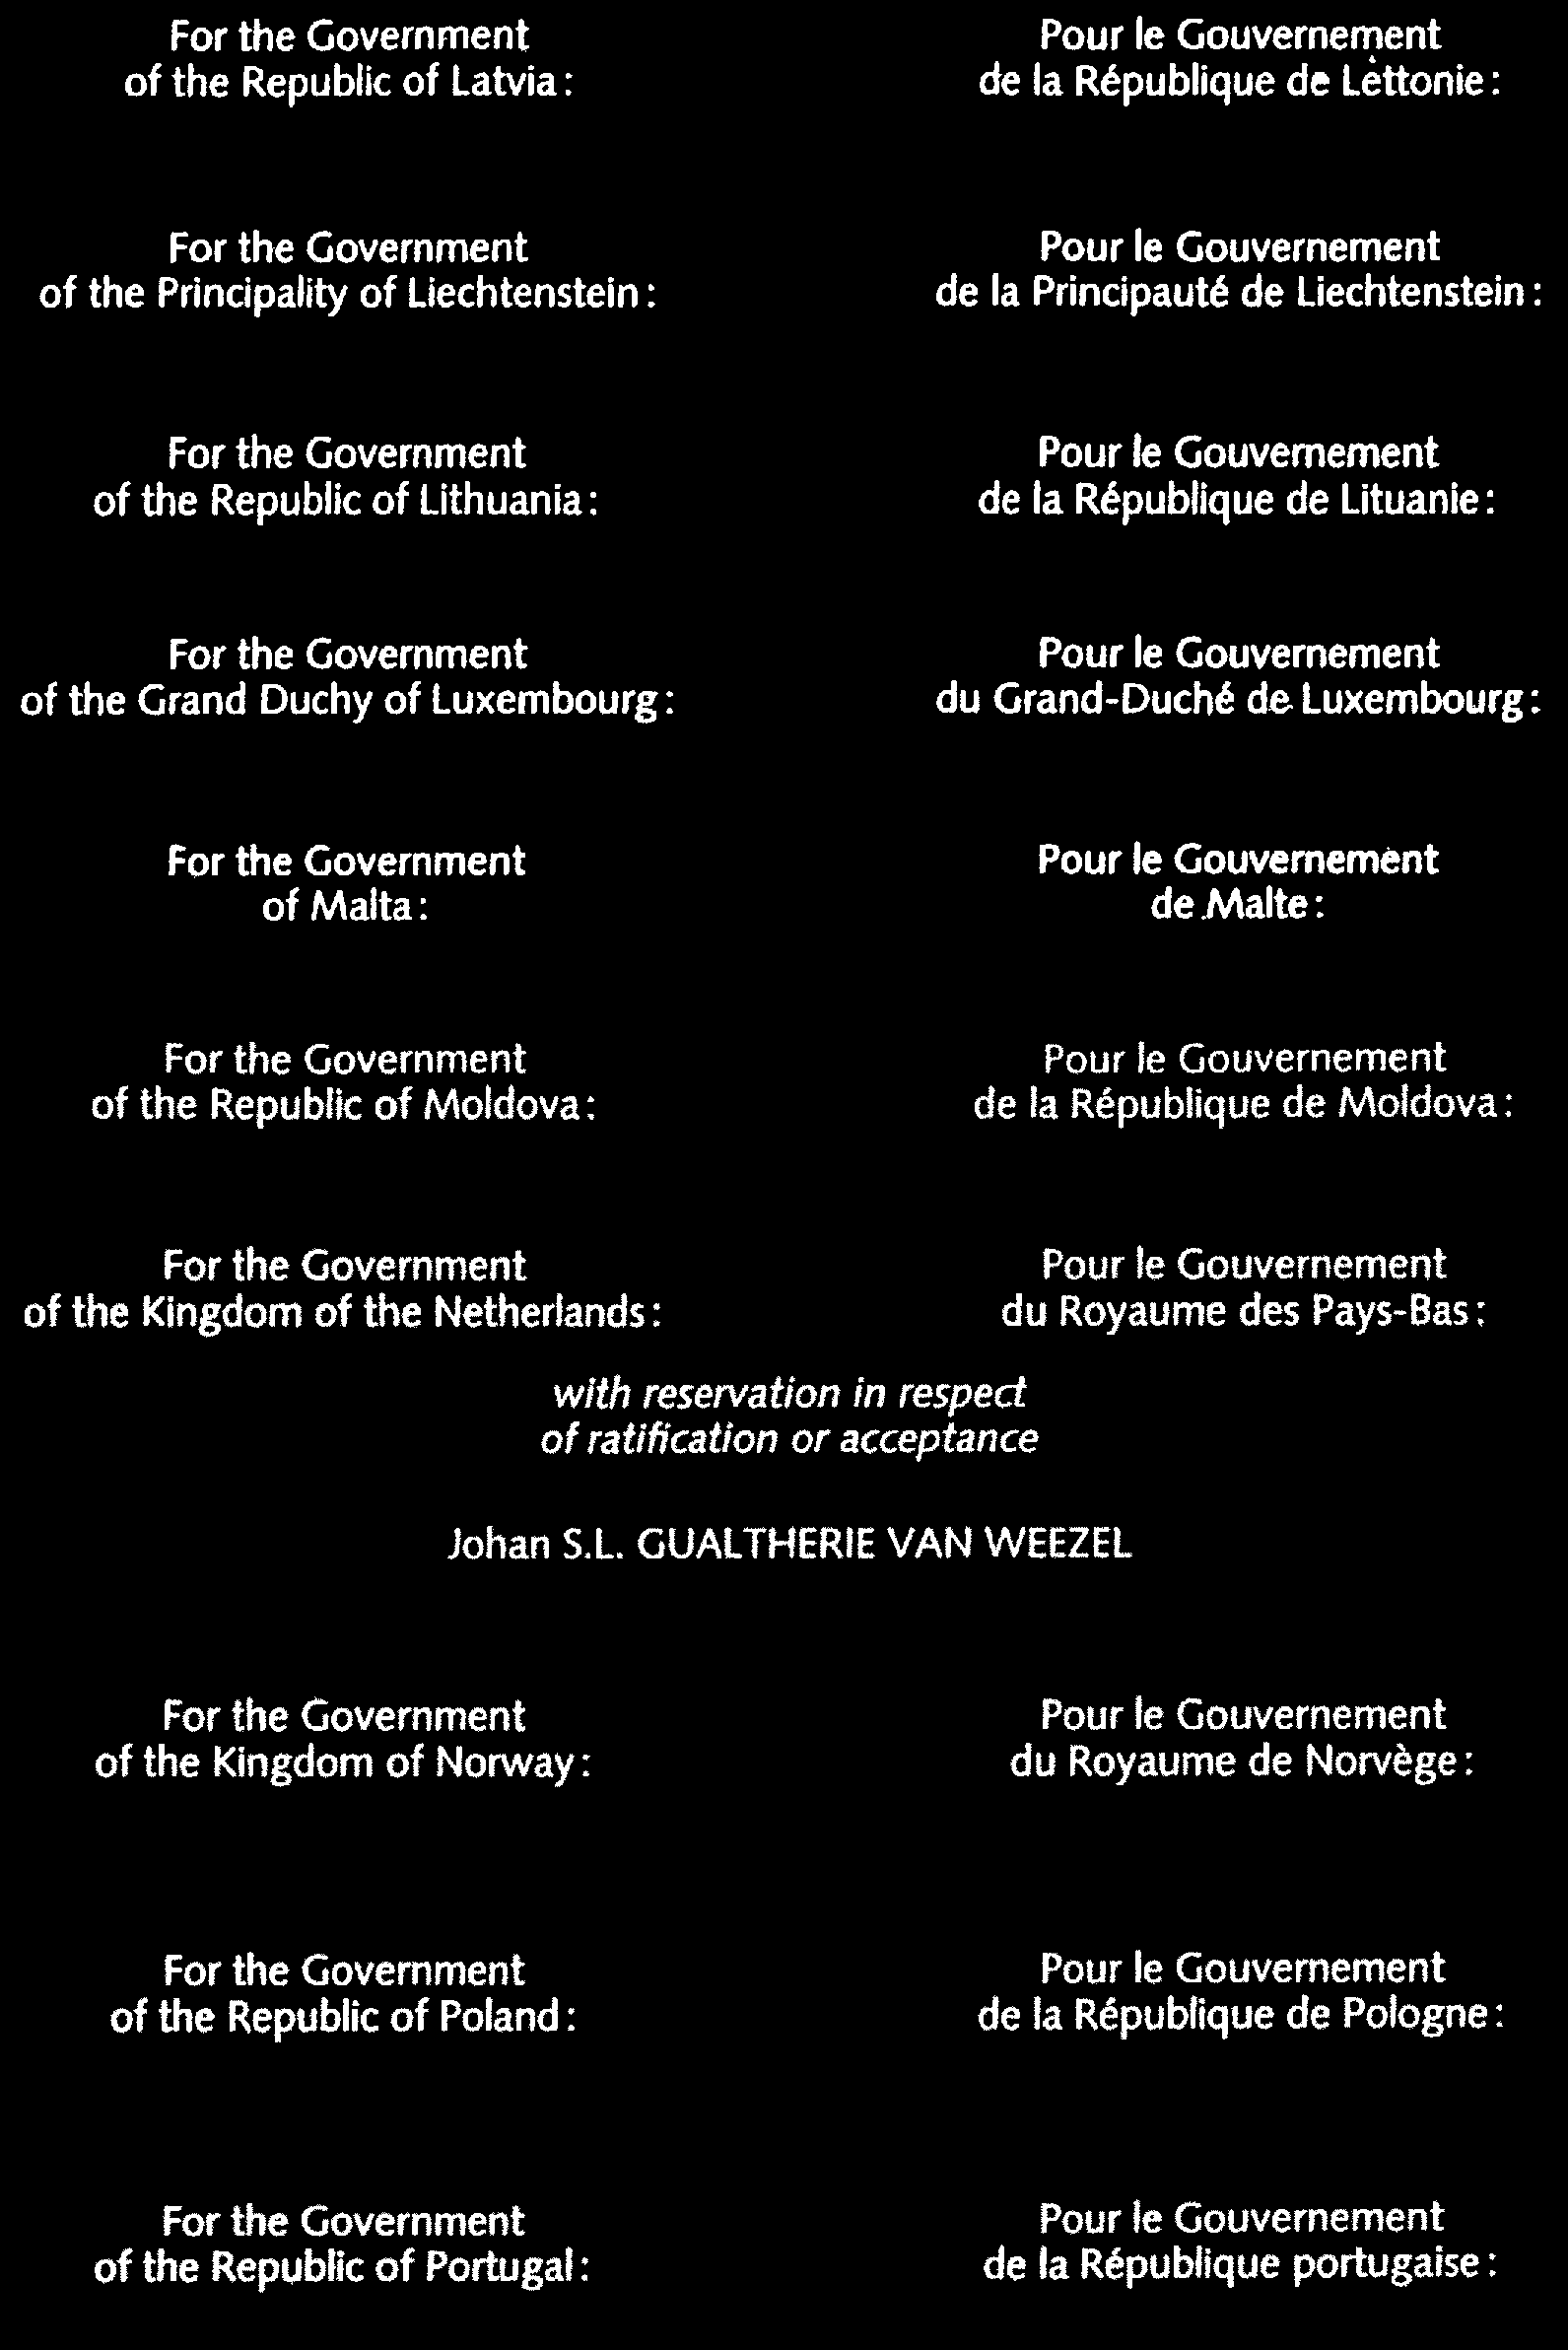 For the Government
of the Republic of Latvia:
Pour le Gouvernement
de la République de Lettonie:
For the Government
of the Principality of Liechtenstein:
Pour le Gouvernement
de la Principauté de Liechtenstein:
For the Government
of the Republic of Lithuania:
Pour le Gouvernement
de la République de Lituanie:
For the Government
of the Grand Duchy of Luxembourg:
Pour le Gouvernement
du Grand-Duché de Luxembourg:
For the Government
of Malta:
Pour le Gouvernement
de Malte:
For the Government
of the Republic of Moldova:
Pour le Gouvernement
de la République de Moldova:
For the Government
of the Kingdom of the Netherlands:
Pour le Gouvernement
du Royaume des Pays-Bas:
with reservation in respect
of ratification or acceptance
Johan S.L. GUALTHERIE VAN WEEZEL
For the Government
of the Kingdom of Norway:
Pour le Gouvernement
du Royaume de Norvège:
For the Government
of the Republic of Poland:
Pour le Gouvernement
de la République de Pologne:
For the Government
of the Republic of Portugal:
Pour le Gouvernement
de la République portugaise: